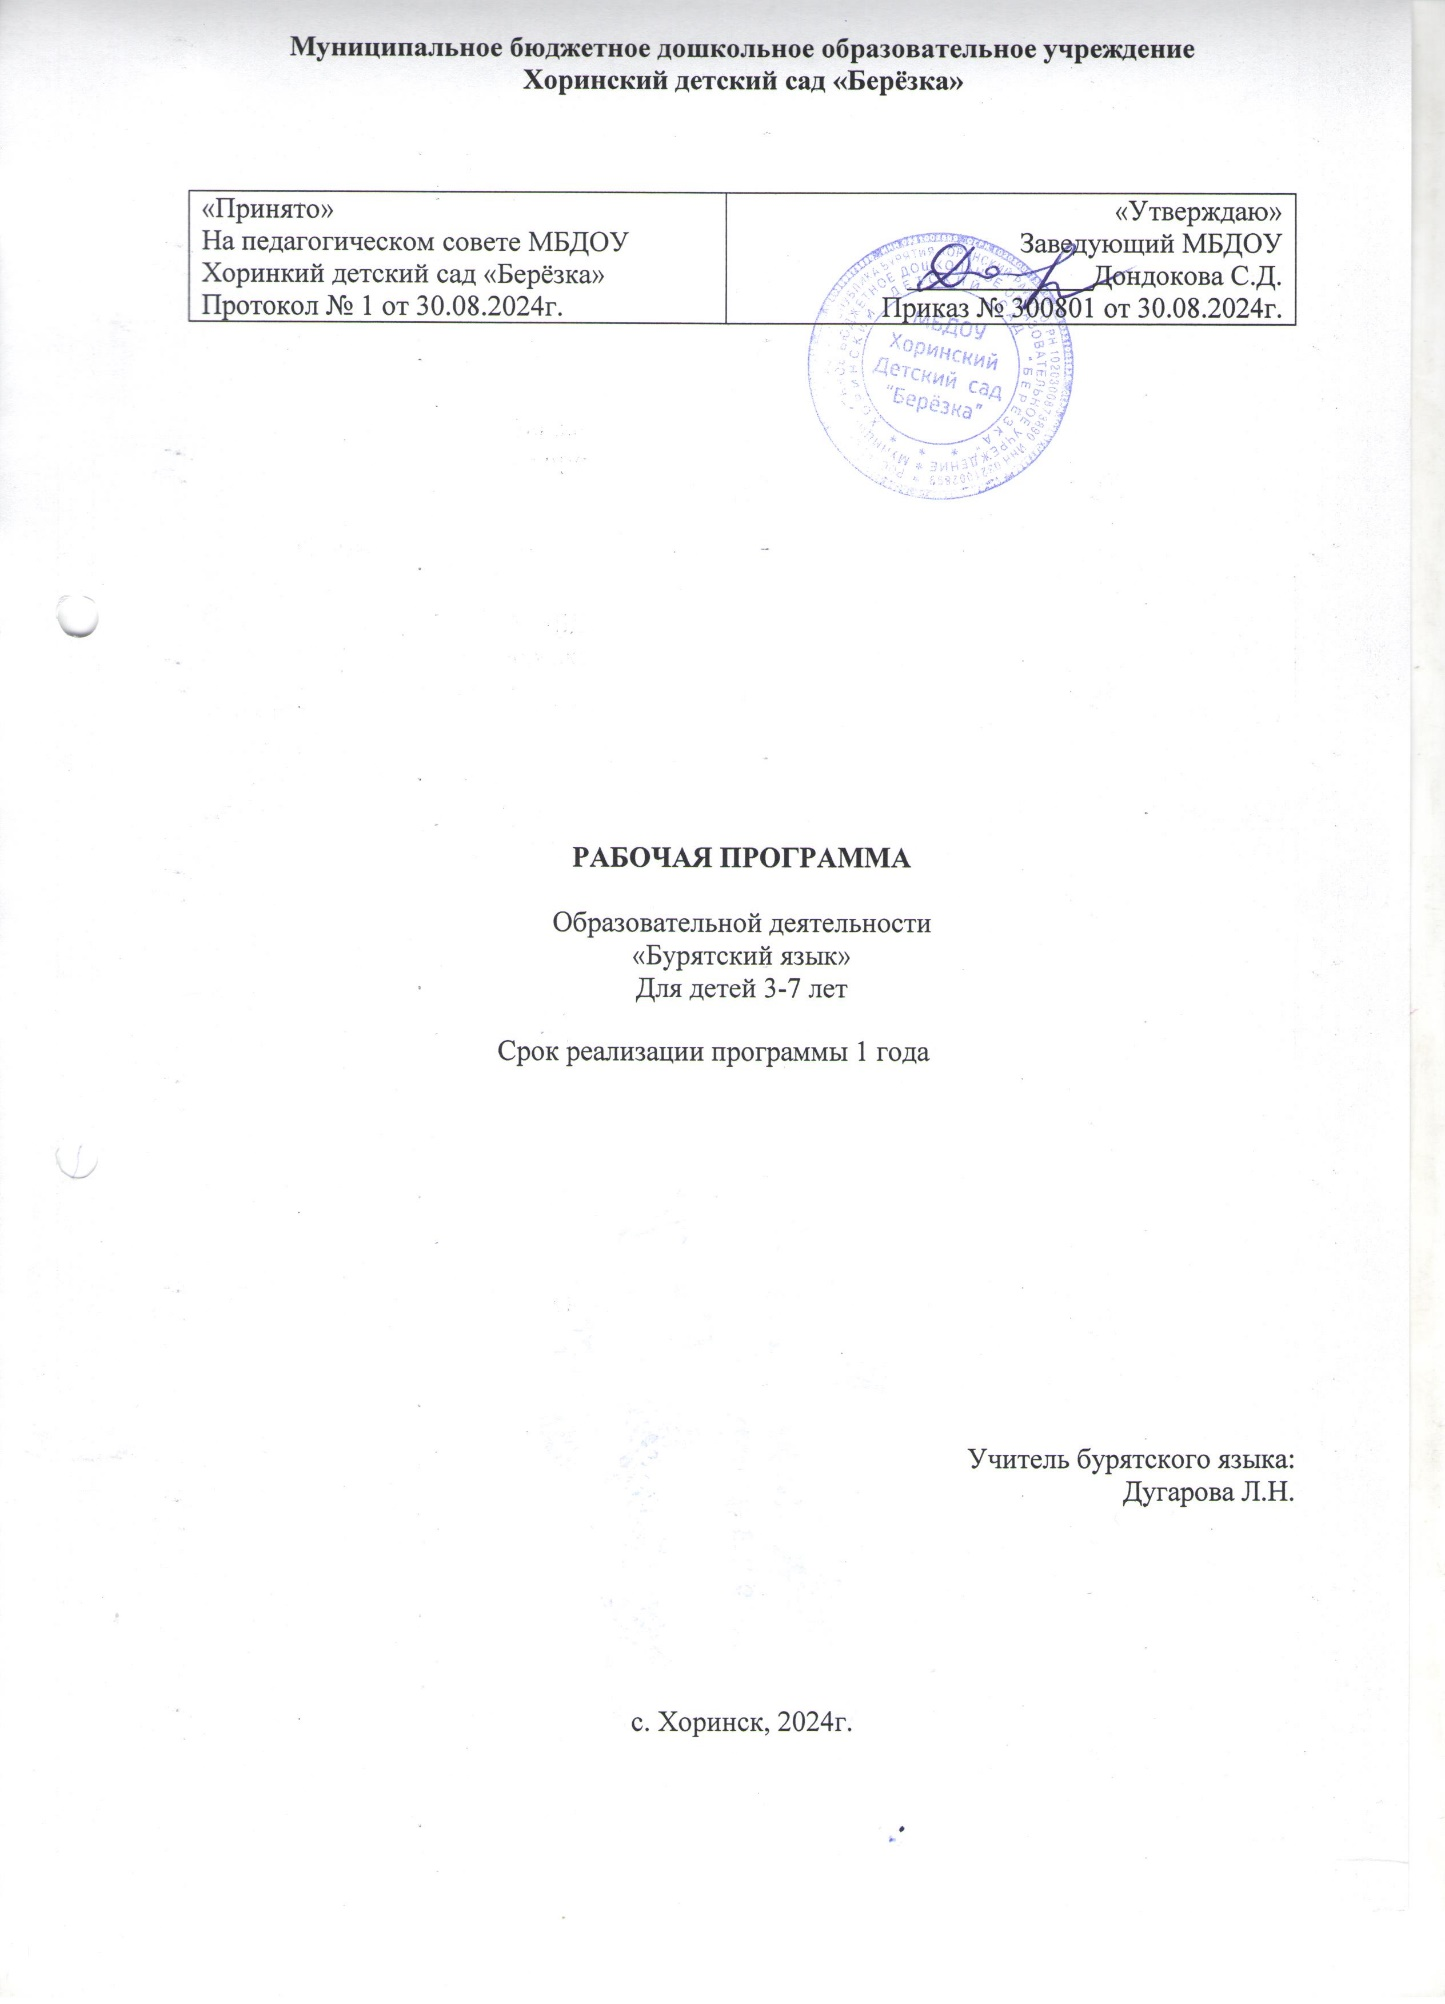 Муниципальное бюджетное дошкольное образовательное учреждение
Хоринский детский сад «Берёзка»
«Принято»
На педагогическом совете МБДОУ
Хоринкий детский сад «Берёзка»
Протокол № 1 от 30.08.2024г.
«Утверждаю»
Заведующий МБДОУ
Дондокова С.Д.
Приказ № 300801 от 30.08.2024г.
МБДОУ
Хоринский
Детский сад
"Берёзка"
РАБОЧАЯ ПРОГРАММА
Образовательной деятельности
«Бурятский язык»
Для детей 3-7 лет
Срок реализации программы 1 года
Учитель бурятского языка:
Дугарова Л.Н.
с. Хоринск, 2024г.